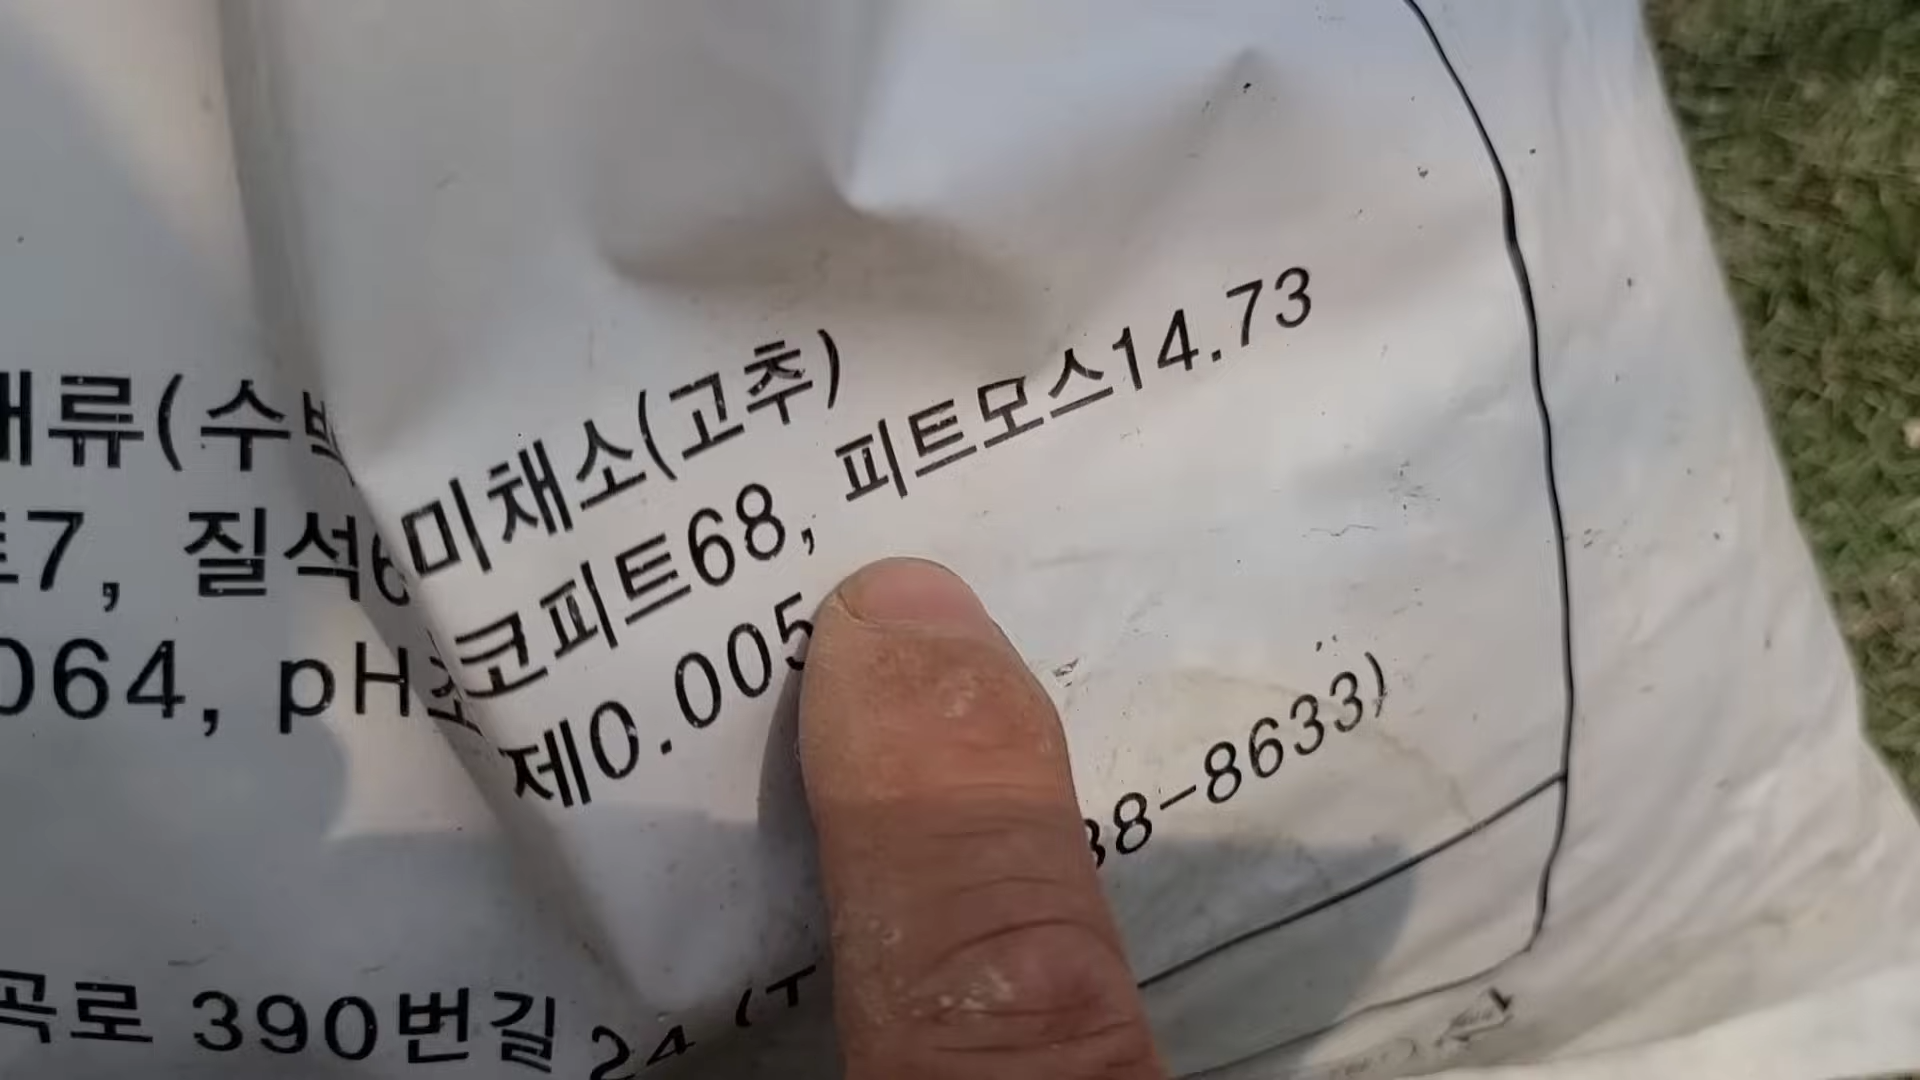 채류(수박
미채소(고추)
트7, 질석6
코피트68, 피트모스14.73
064, pH조
제0.005
38-8633)
곡로 390번길 24 (T